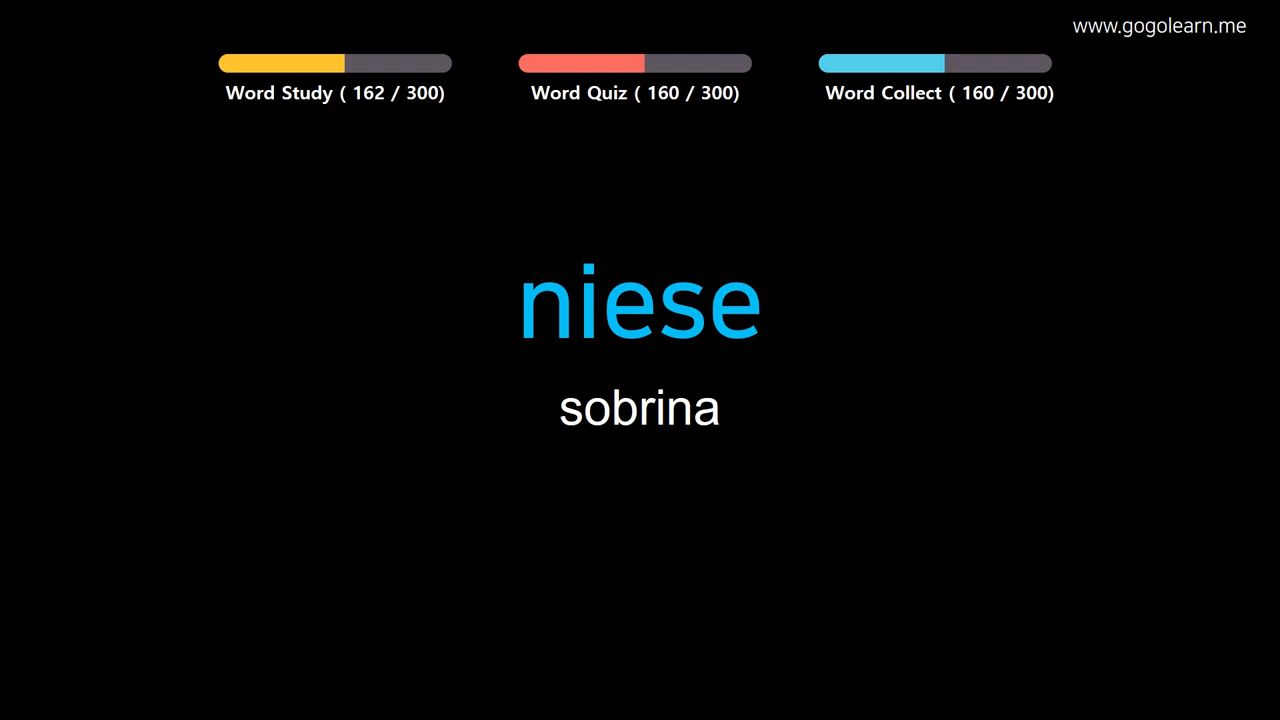 www.gogolearn.me
Word Study ( 162 / 300)
Word Quiz ( 160 / 300)
Word Collect ( 160 / 300)
niese
sobrina